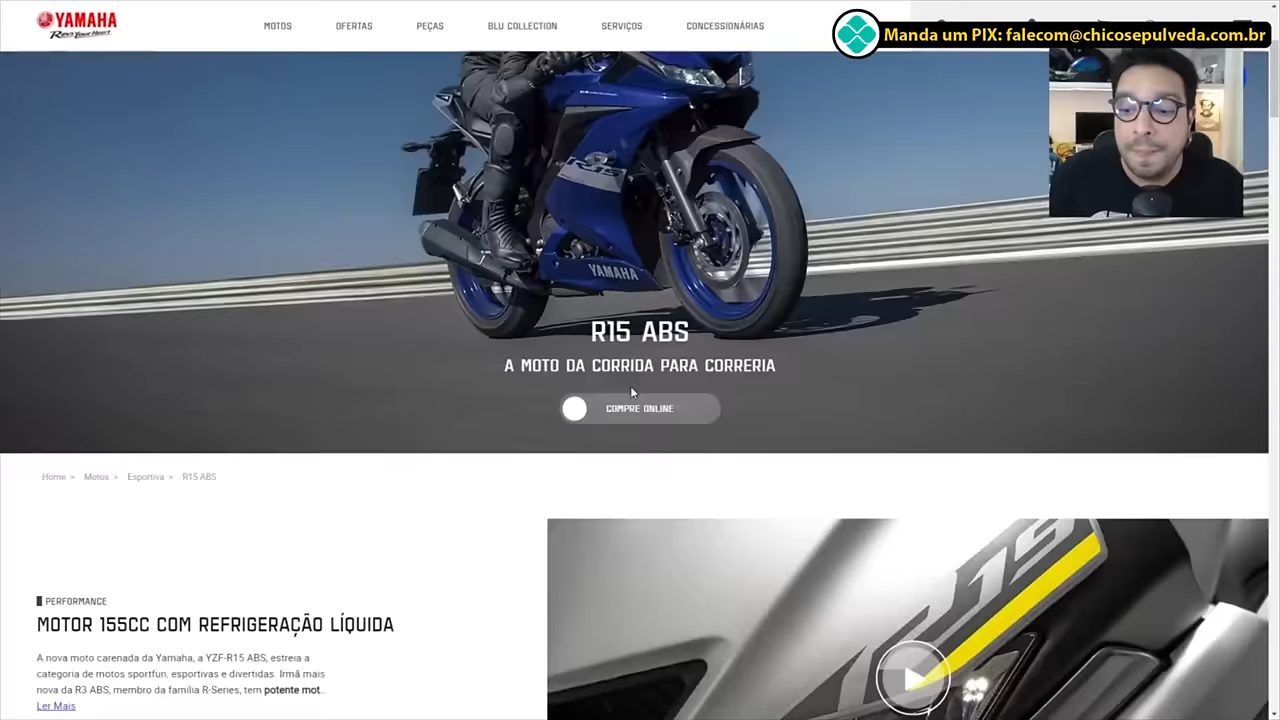 YAMAHA
Revs Your Heart
MOTOS
OFERTAS
PEÇAS
BLU COLLECTION
SERVIÇOS
CONCESSIONÁRIAS
Manda um PIX: falecom@chicosepulveda.com.br
R15
YAMAHA
R15 ABS
A MOTO DA CORRIDA PARA CORRERIA
COMPRE ONLINE
Home > Motos > Esportiva > R15 ABS
PERFORMANCE
MOTOR 155CC COM REFRIGERAÇÃO LÍQUIDA
A nova moto carenada da Yamaha, a YZF-R15 ABS, estreia a
categoria de motos sportfun, esportivas e divertidas. Irmã mais
nova da R3 ABS, membro da família R-Series, tem potente mot...
Ler Mais